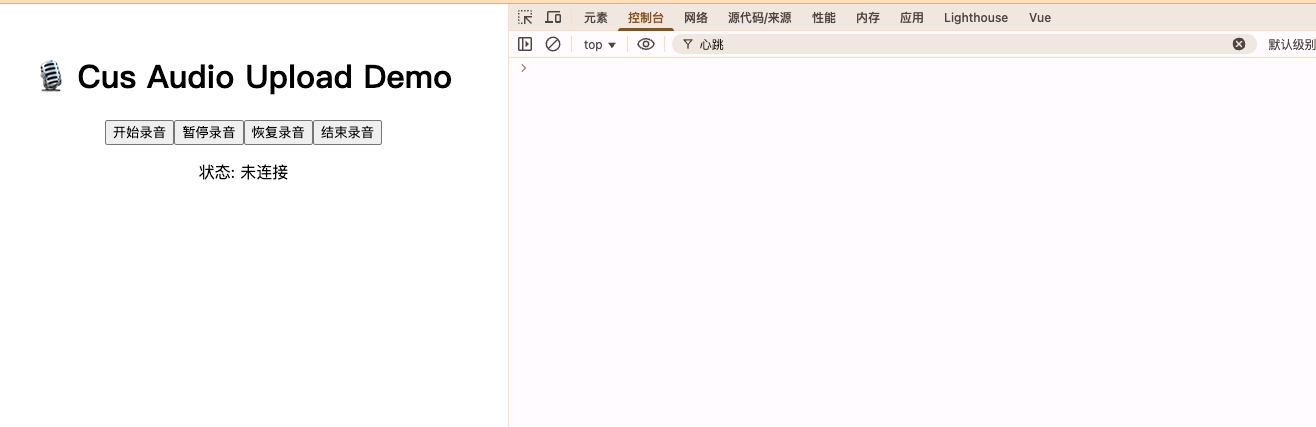 🎙️ Cus Audio Upload Demo
开始录音 暂停录音 恢复录音 结束录音
状态: 未连接
元素 控制台 网络 源代码/来源 性能 内存 应用 Lighthouse Vue
top 心跳 默认级别